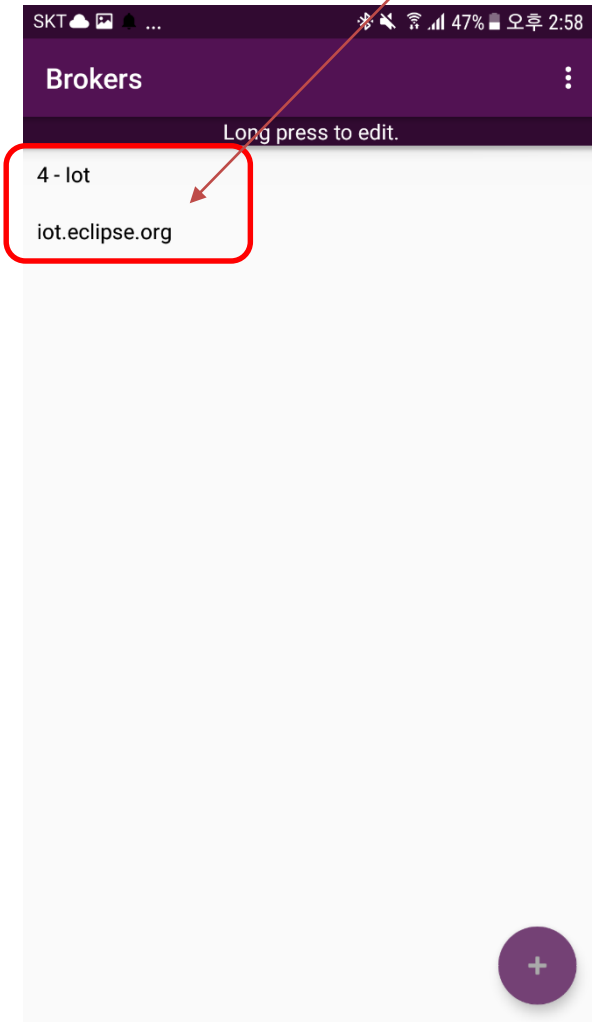 SKT ... 47% 오후 2:58
Brokers
Long press to edit.
4 - Iot
iot.eclipse.org
+